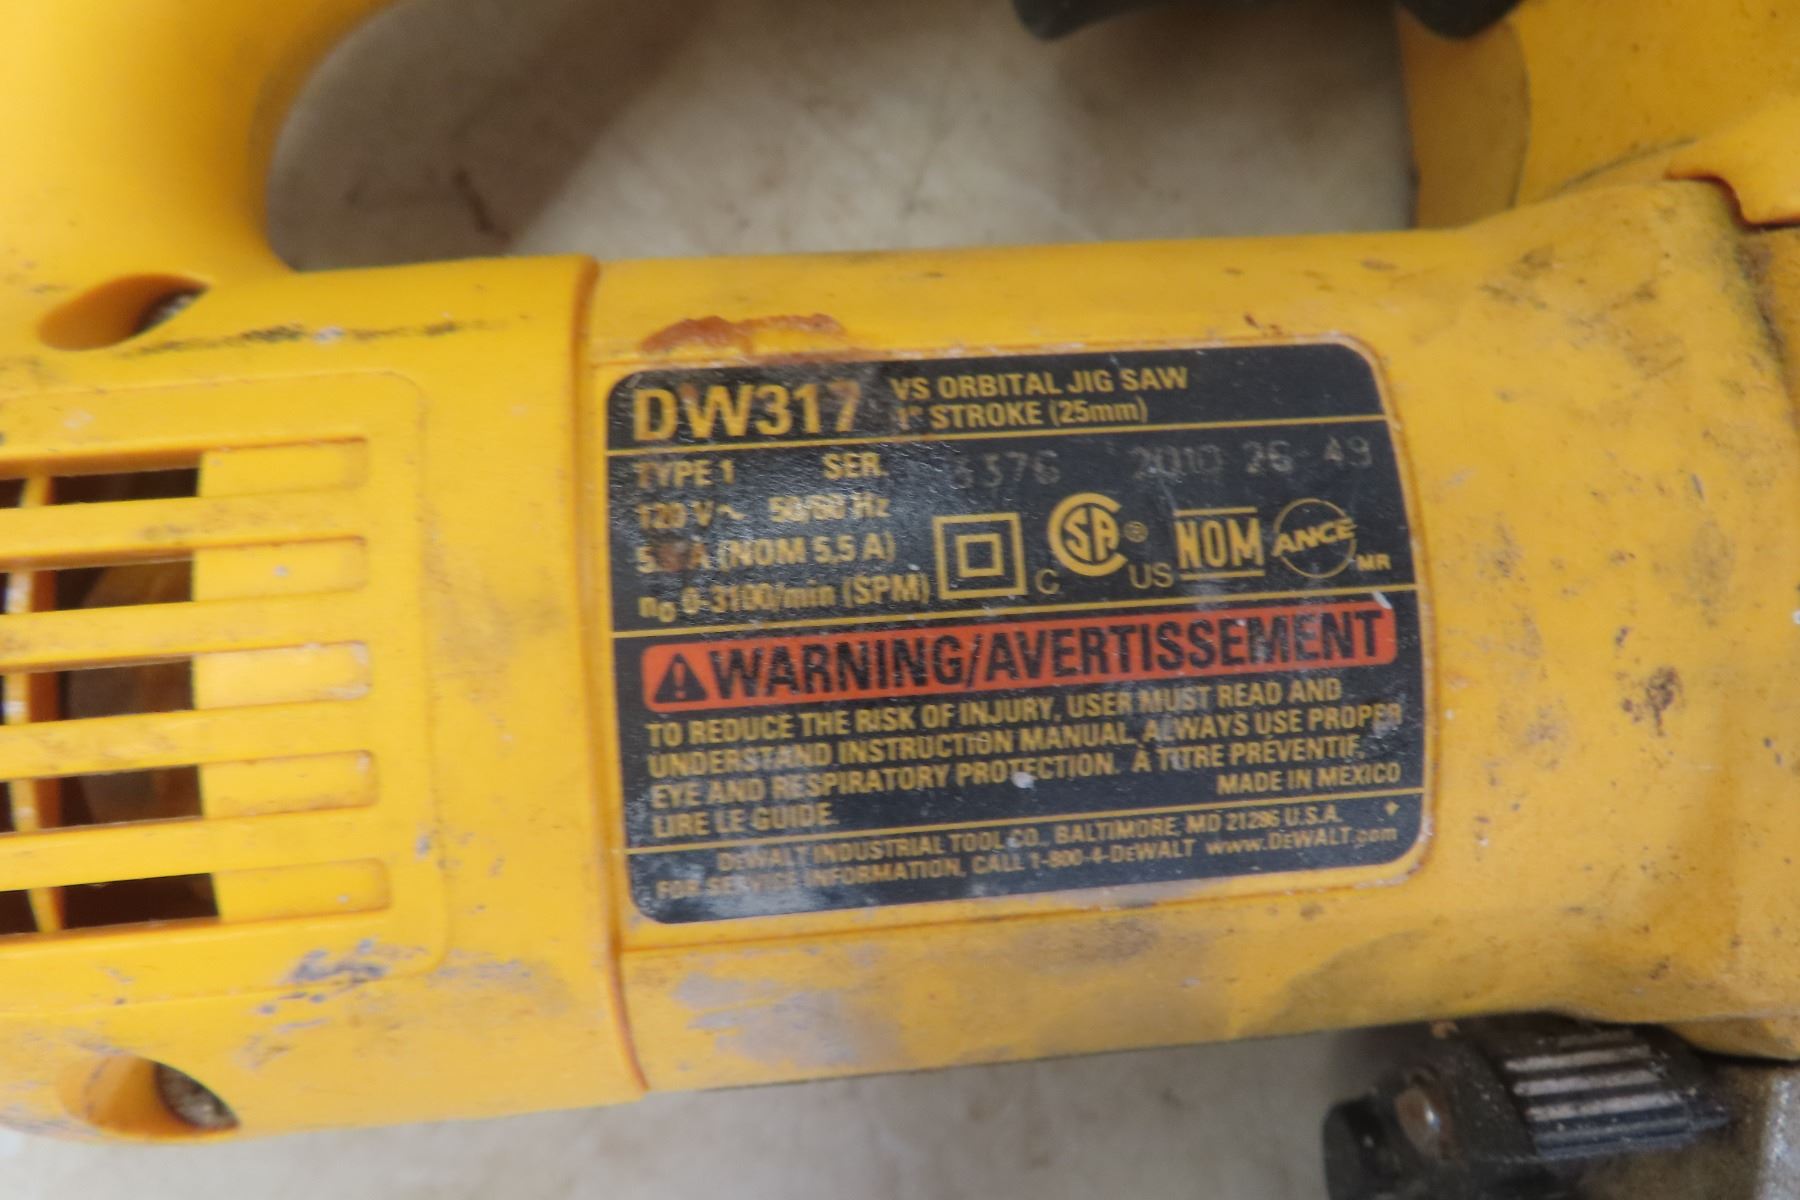 DW317 VS ORBITAL JIG SAW
1" STROKE (25mm)
TYPE 1 SER. 3376 2010 26-49
120 V~ 50/60 Hz
A (NOM 5,5 A)
n₀ 0-3100/min (SPM)
C SA ® US NOM ANCE MR
WARNING/AVERTISSEMENT
TO REDUCE THE RISK OF INJURY, USER MUST READ AND
UNDERSTAND INSTRUCTION MANUAL, ALWAYS USE PROPER
EYE AND RESPIRATORY PROTECTION. À TITRE PRÉVENTIF,
LIRE LE GUIDE. MADE IN MEXICO
DEWALT INDUSTRIAL TOOL CO., BALTIMORE, MD 21286 U.S.A.
FOR SERVICE INFORMATION, CALL 1-800-4-DEWALT www.DEWALT.com